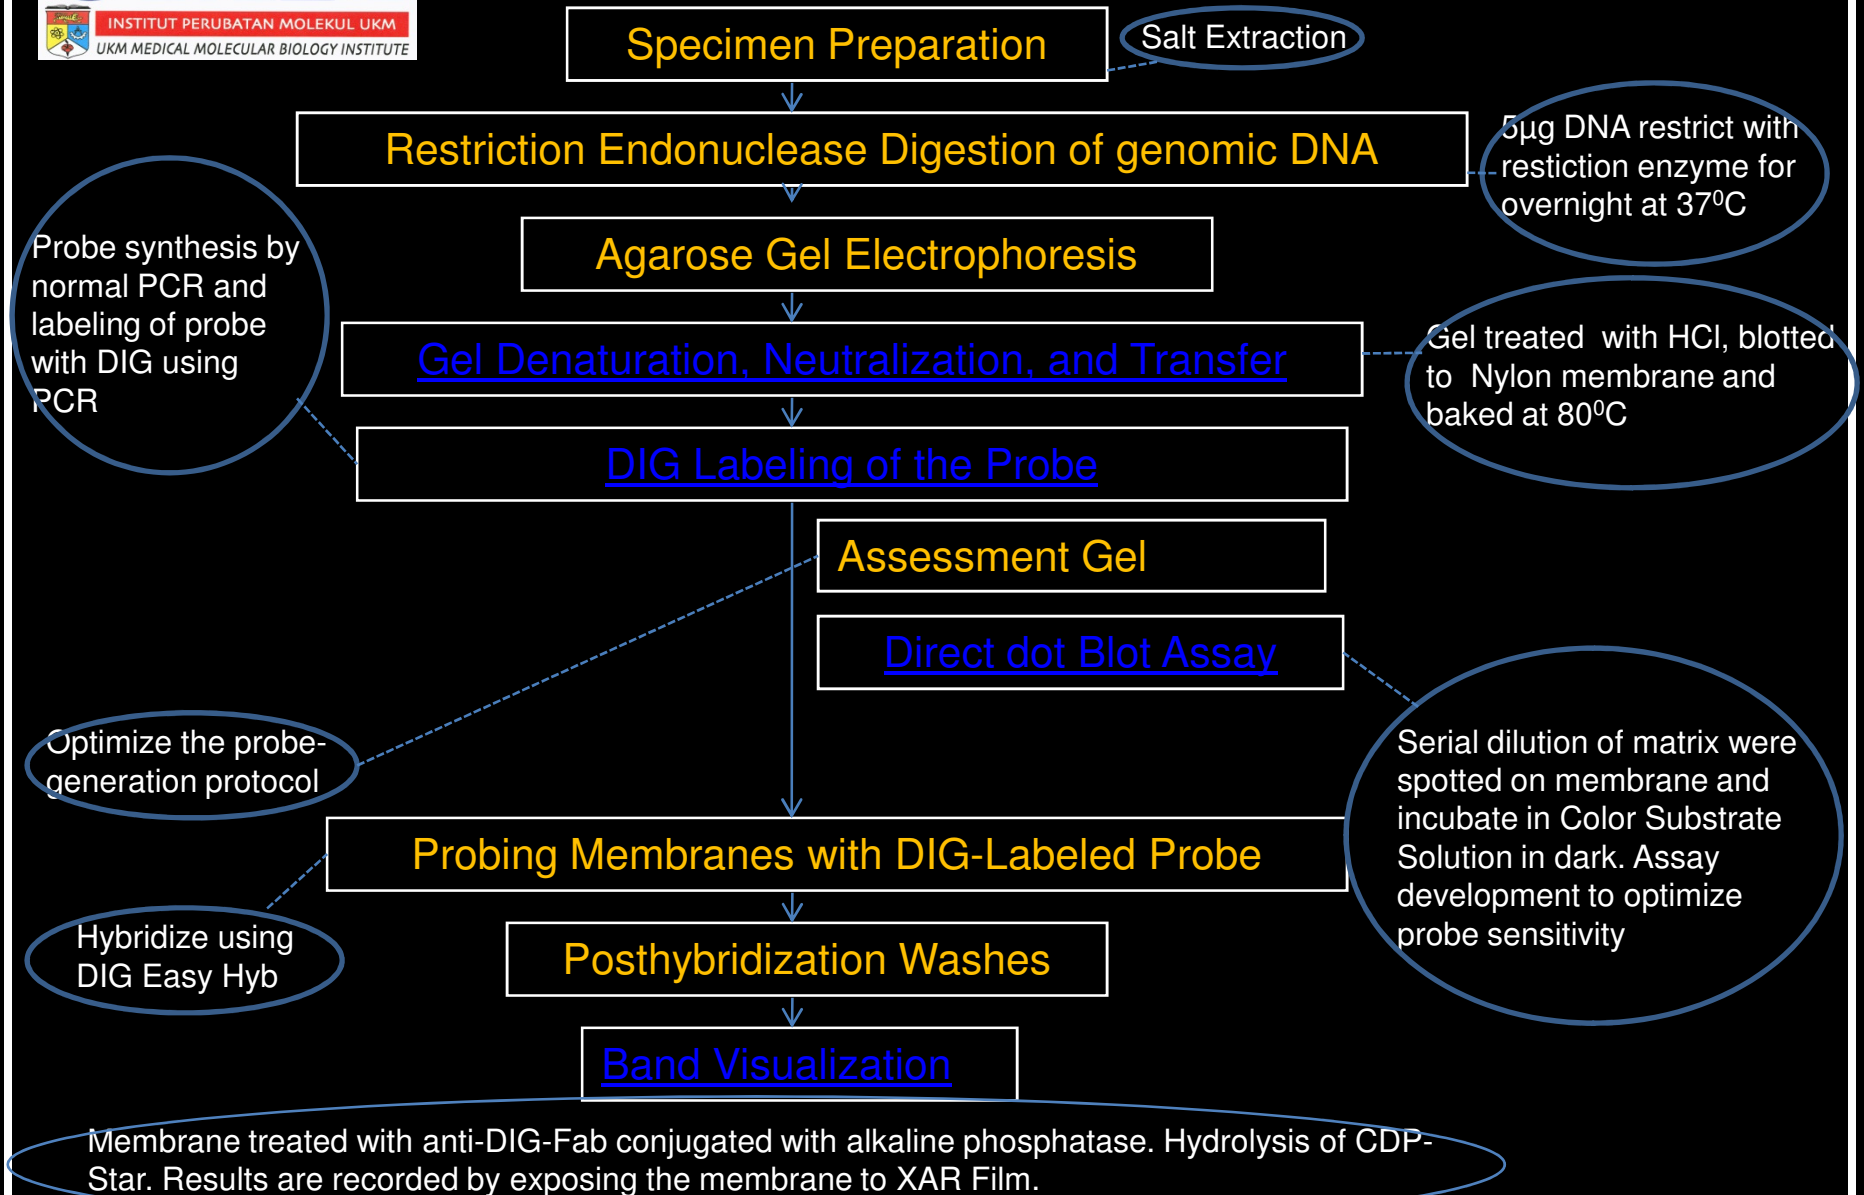 INSTITUT PERUBATAN MOLEKUL UKM
UKM MEDICAL MOLECULAR BIOLOGY INSTITUTE
Specimen Preparation
Salt Extraction
Restriction Endonuclease Digestion of genomic DNA
5µg DNA restrict with
restiction enzyme for
overnight at 37⁰C
Agarose Gel Electrophoresis
Probe synthesis by
normal PCR and
labeling of probe
with DIG using
PCR
Gel Denaturation, Neutralization, and Transfer
Gel treated with HCl, blotted
to Nylon membrane and
baked at 80⁰C
DIG Labeling of the Probe
Assessment Gel
Direct dot Blot Assay
Optimize the probe-
generation protocol
Serial dilution of matrix were
spotted on membrane and
incubate in Color Substrate
Solution in dark. Assay
development to optimize
probe sensitivity
Probing Membranes with DIG-Labeled Probe
Hybridize using
DIG Easy Hyb
Posthybridization Washes
Band Visualization
Membrane treated with anti-DIG-Fab conjugated with alkaline phosphatase. Hydrolysis of CDP-
Star. Results are recorded by exposing the membrane to XAR Film.